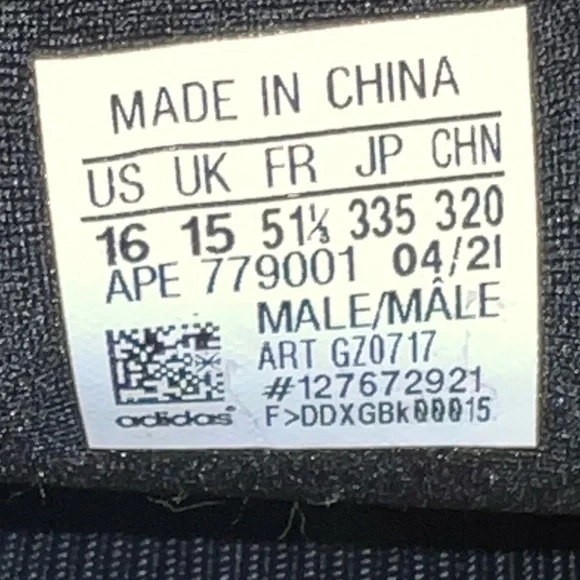 MADE IN CHINA
US UK FR JP CHN
16 15 51⅓ 335 320
APE 779001 04/21
MALE/MÂLE
ART GZ0717
#127672921
adidas® F>DDXGBk00015